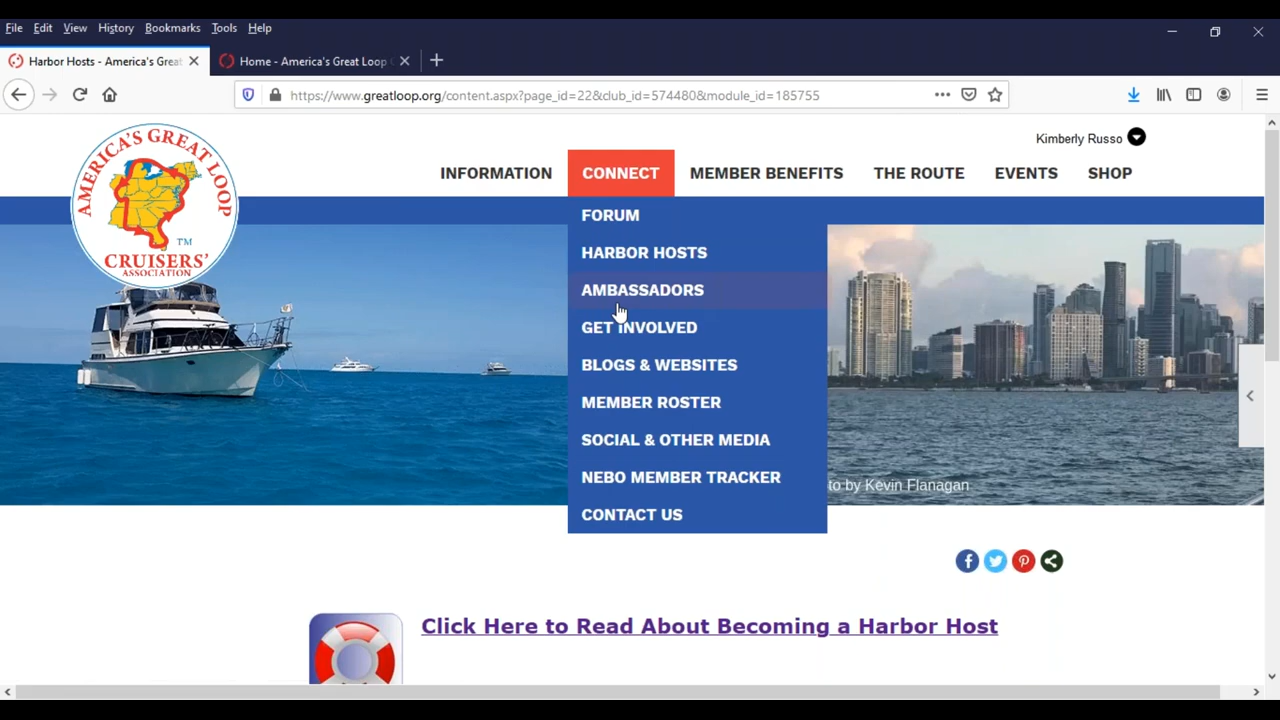 File Edit View History Bookmarks Tools Help
Harbor Hosts - America's Great
Home - America's Great Loop
https://www.greatloop.org/content.aspx?page_id=22&club_id=574480&module_id=185755
Kimberly Russo
AMERICA'S GREAT LOOP
TM
CRUISERS'
ASSOCIATION
INFORMATION CONNECT MEMBER BENEFITS THE ROUTE EVENTS SHOP
FORUM
HARBOR HOSTS
AMBASSADORS
GET INVOLVED
BLOGS & WEBSITES
MEMBER ROSTER
SOCIAL & OTHER MEDIA
NEBO MEMBER TRACKER
CONTACT US
to by Kevin Flanagan
Click Here to Read About Becoming a Harbor Host